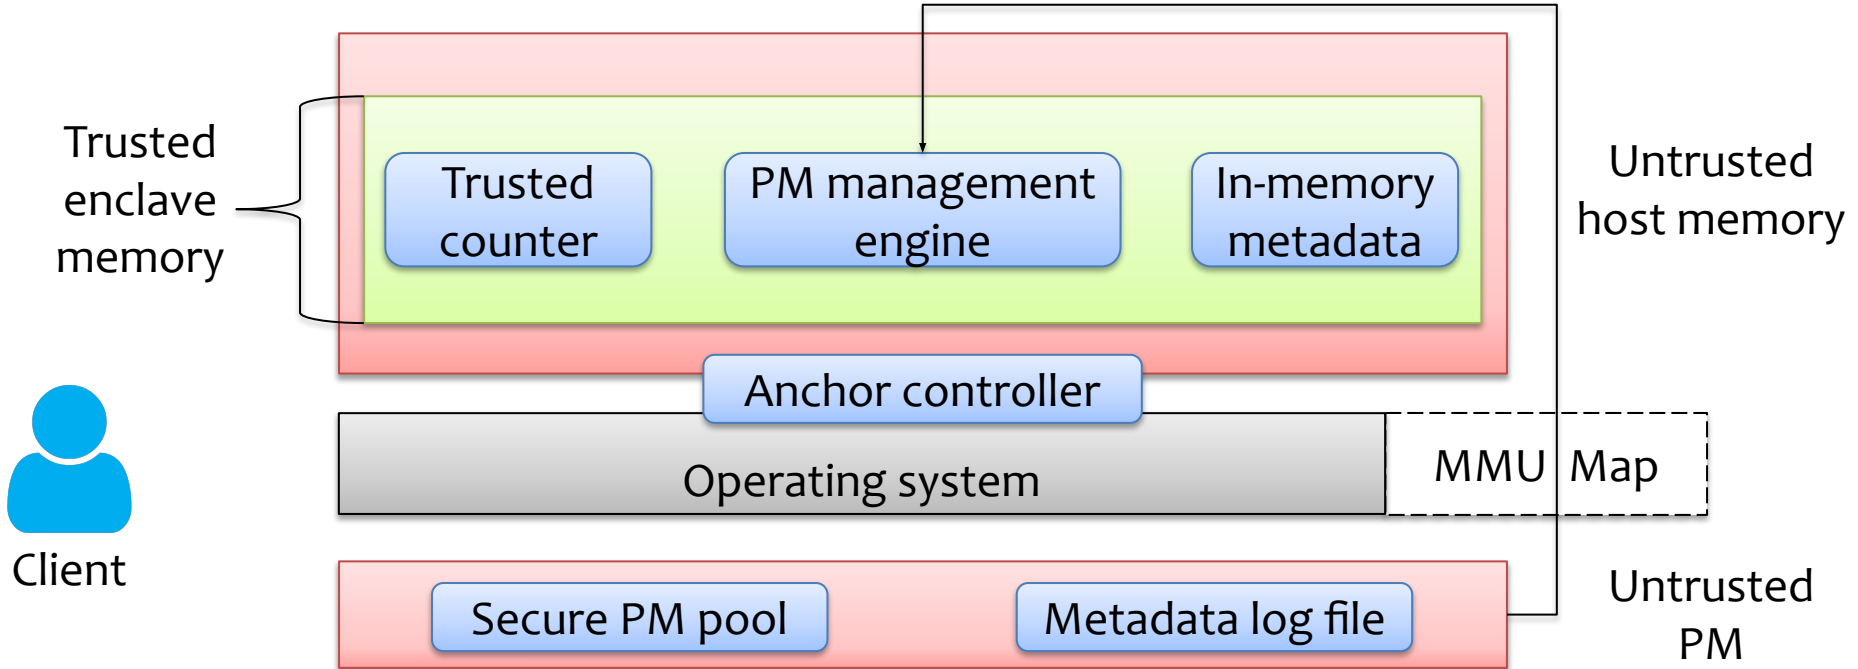 Trusted
enclave
memory
Trusted
counter
PM management
engine
In-memory
metadata
Untrusted
host memory
Anchor controller
Operating system
MMU Map
Client
Secure PM pool
Metadata log file
Untrusted
PM